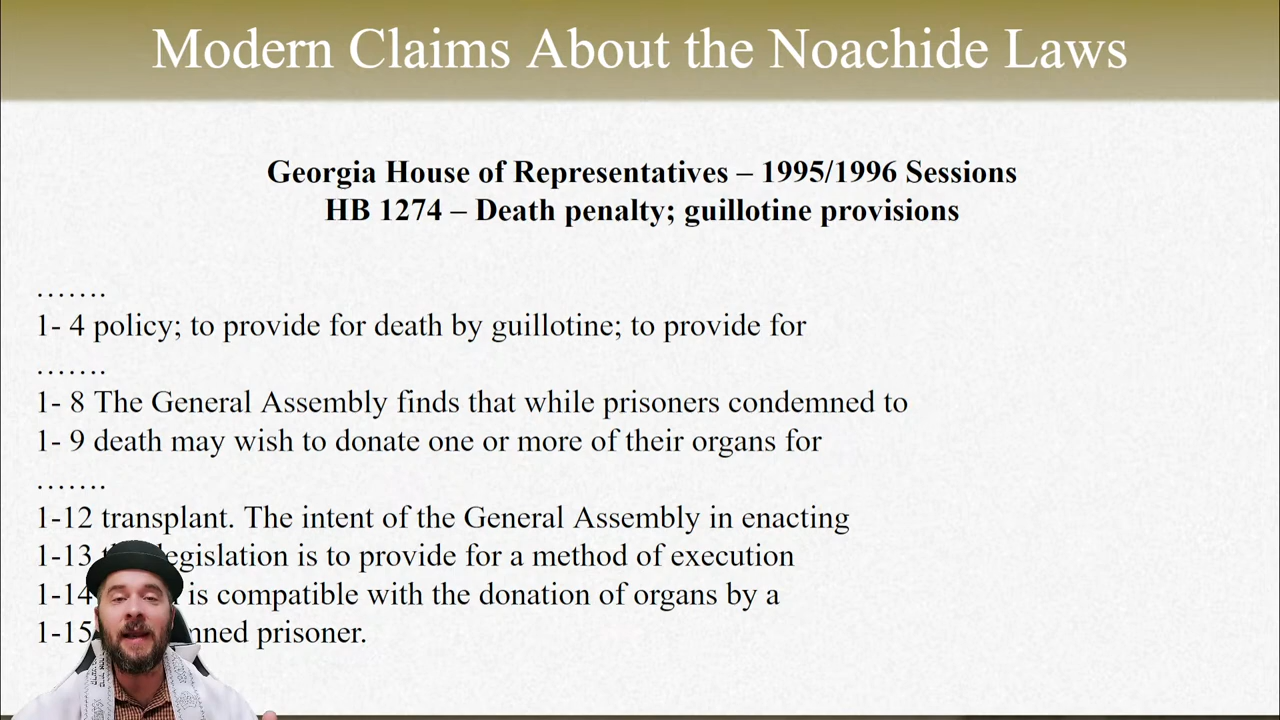 Modern Claims About the Noachide Laws
Georgia House of Representatives – 1995/1996 Sessions
HB 1274 – Death penalty; guillotine provisions
…….
1- 4 policy; to provide for death by guillotine; to provide for
…….
1- 8 The General Assembly finds that while prisoners condemned to
1- 9 death may wish to donate one or more of their organs for
…….
1-12 transplant. The intent of the General Assembly in enacting
1-13 legislation is to provide for a method of execution
1-14 is compatible with the donation of organs by a
1-15 prisoner.